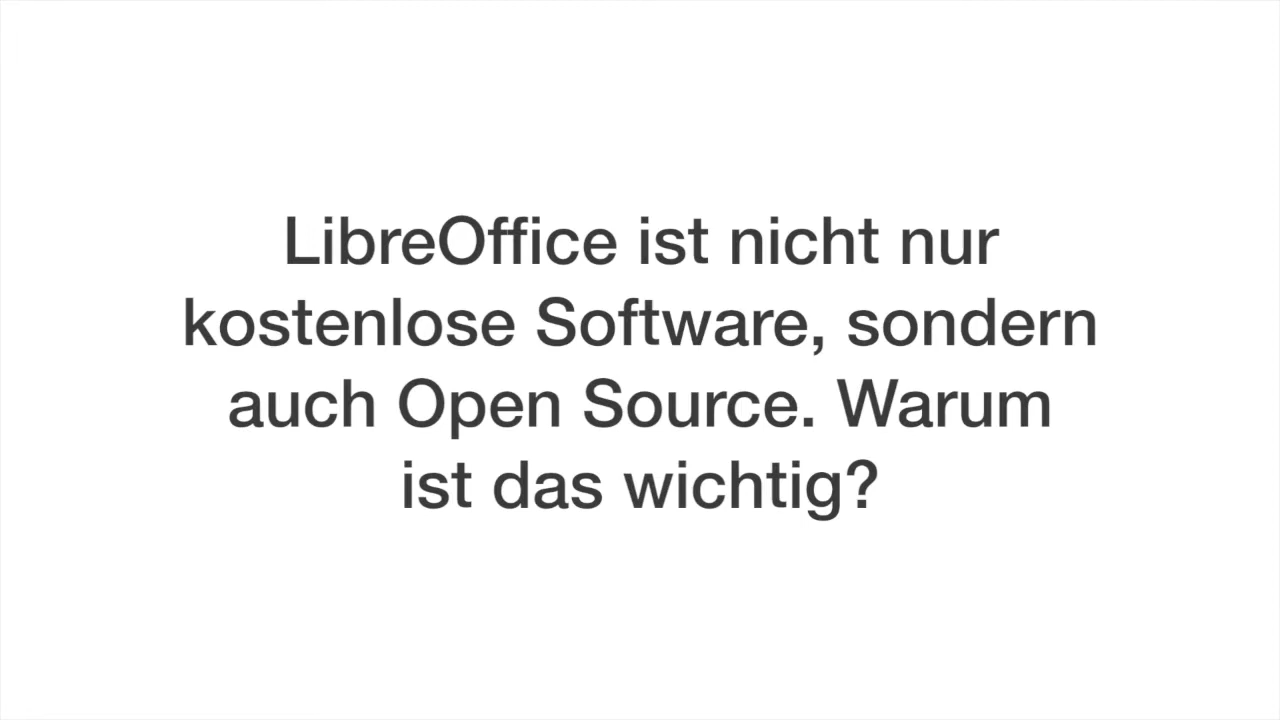 LibreOffice ist nicht nur
kostenlose Software, sondern
auch Open Source. Warum
ist das wichtig?